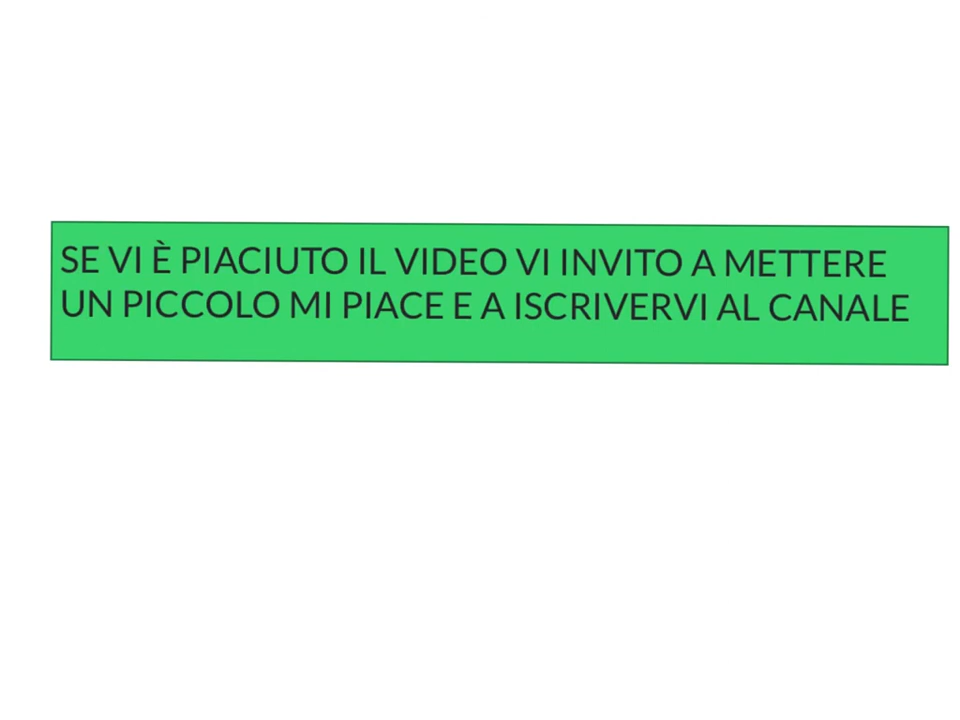 SE VI È PIACIUTO IL VIDEO VI INVITO A METTERE
UN PICCOLO MI PIACE E A ISCRIVERVI AL CANALE